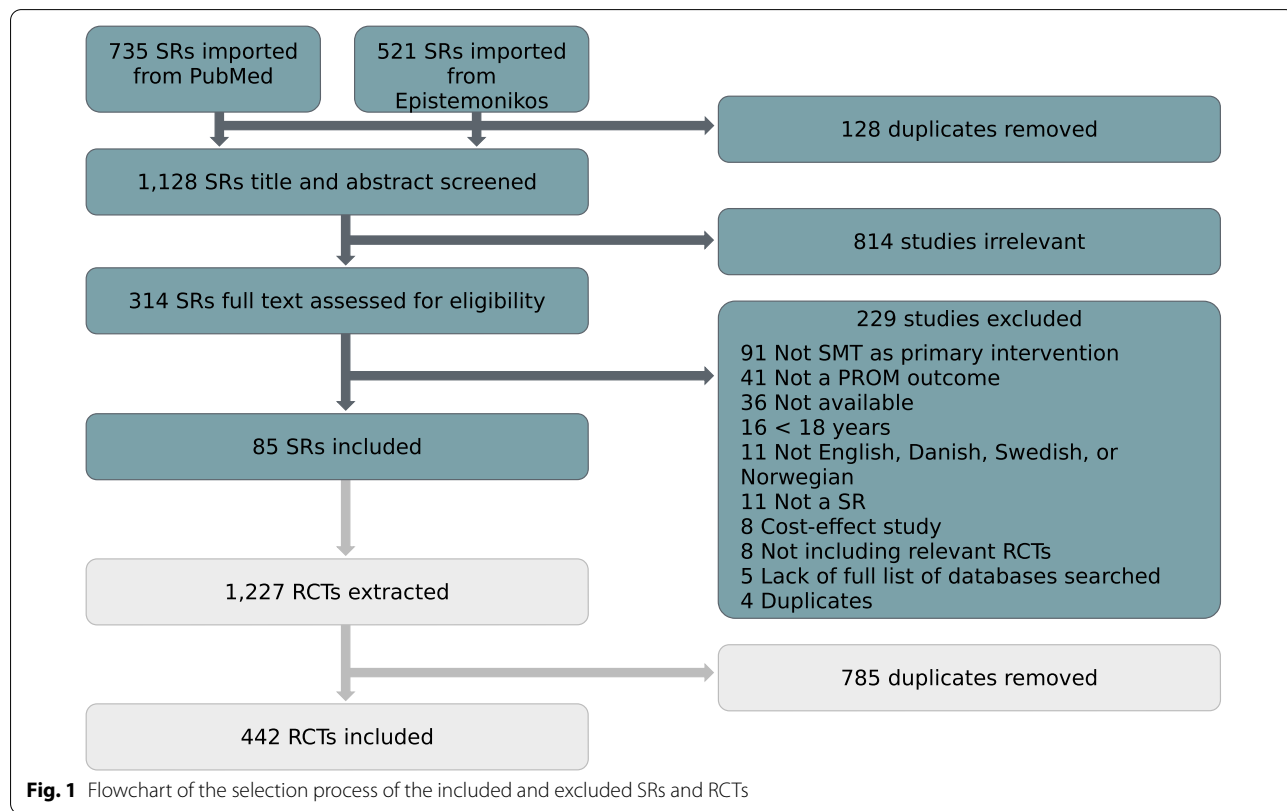 735 SRs imported
from PubMed
521 SRs imported
from
Epistemonikos
128 duplicates removed
1,128 SRs title and abstract screened
814 studies irrelevant
314 SRs full text assessed for eligibility
229 studies excluded
91 Not SMT as primary intervention
41 Not a PROM outcome
36 Not available
16 < 18 years
11 Not English, Danish, Swedish, or
Norwegian
11 Not a SR
8 Cost-effect study
8 Not including relevant RCTs
5 Lack of full list of databases searched
4 Duplicates
85 SRs included
1,227 RCTs extracted
785 duplicates removed
442 RCTs included
Fig. 1 Flowchart of the selection process of the included and excluded SRs and RCTs